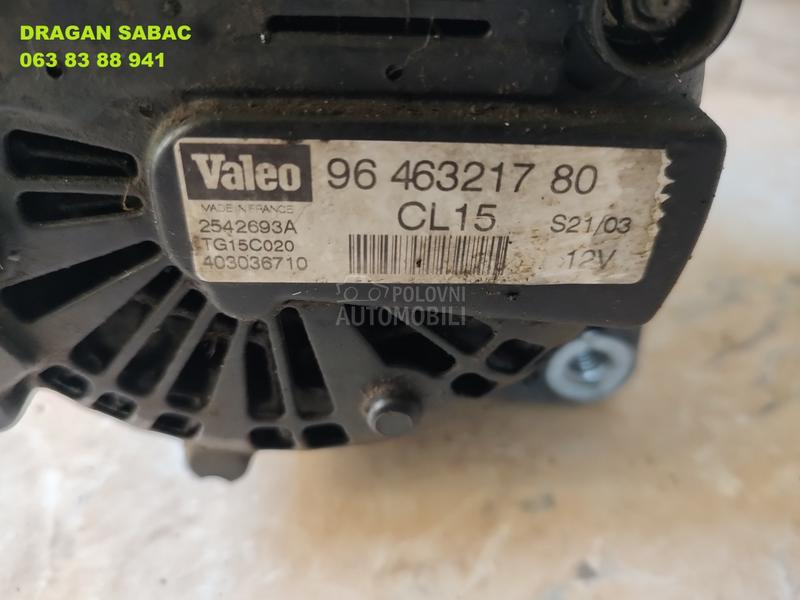 DRAGAN SABAC
063 83 88 941
Valeo 96 463217 80
MADE IN FRANCE
CL15 S21/03
2542693A
TG15C020
403036710 12V
POLOVNI
AUTOMOBILI